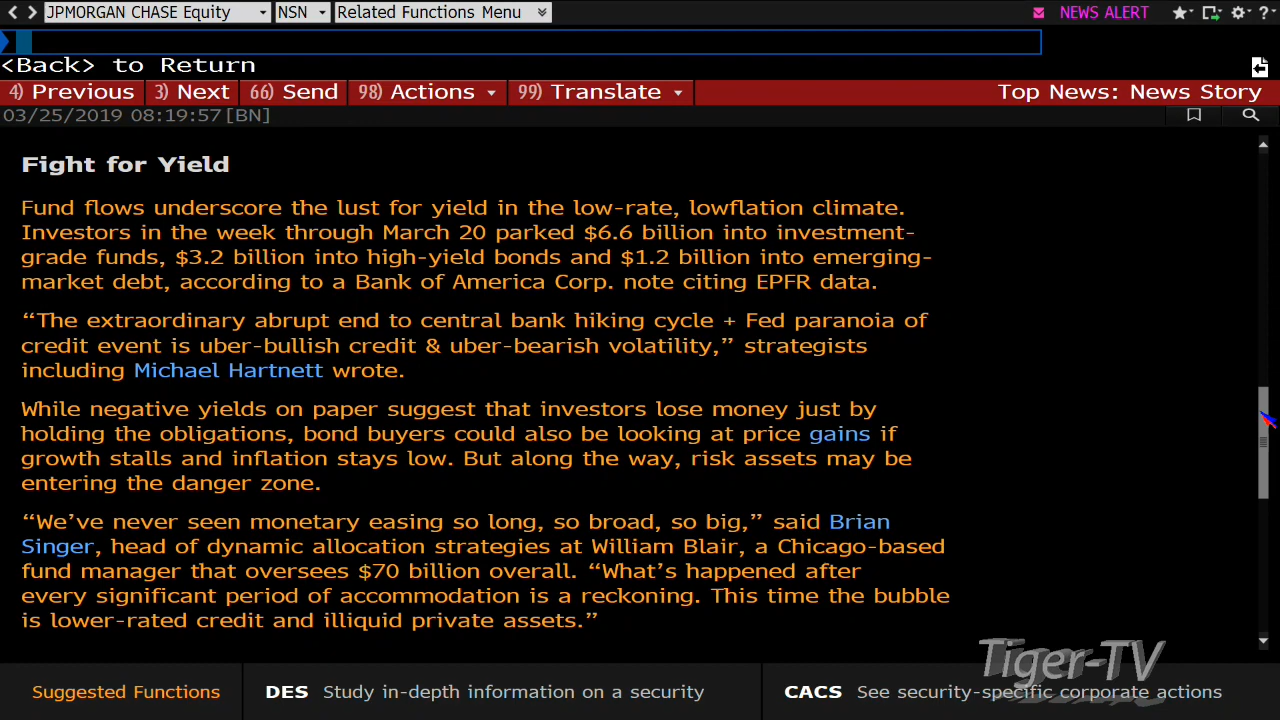 JPMORGAN CHASE Equity NSN Related Functions Menu NEWS ALERT ?
<Back> to Return
4) Previous 3) Next 66) Send 98) Actions 99) Translate Top News: News Story
03/25/2019 08:19:57 [BN]
Fight for Yield
Fund flows underscore the lust for yield in the low-rate, lowflation climate.
Investors in the week through March 20 parked $6.6 billion into investment-
grade funds, $3.2 billion into high-yield bonds and $1.2 billion into emerging-
market debt, according to a Bank of America Corp. note citing EPFR data.
“The extraordinary abrupt end to central bank hiking cycle + Fed paranoia of
credit event is uber-bullish credit & uber-bearish volatility,” strategists
including Michael Hartnett wrote.
While negative yields on paper suggest that investors lose money just by
holding the obligations, bond buyers could also be looking at price gains if
growth stalls and inflation stays low. But along the way, risk assets may be
entering the danger zone.
“We’ve never seen monetary easing so long, so broad, so big,” said Brian
Singer, head of dynamic allocation strategies at William Blair, a Chicago-based
fund manager that oversees $70 billion overall. “What’s happened after
every significant period of accommodation is a reckoning. This time the bubble
is lower-rated credit and illiquid private assets.”
Tiger-TV
Suggested Functions DES Study in-depth information on a security CACS See security-specific corporate actions